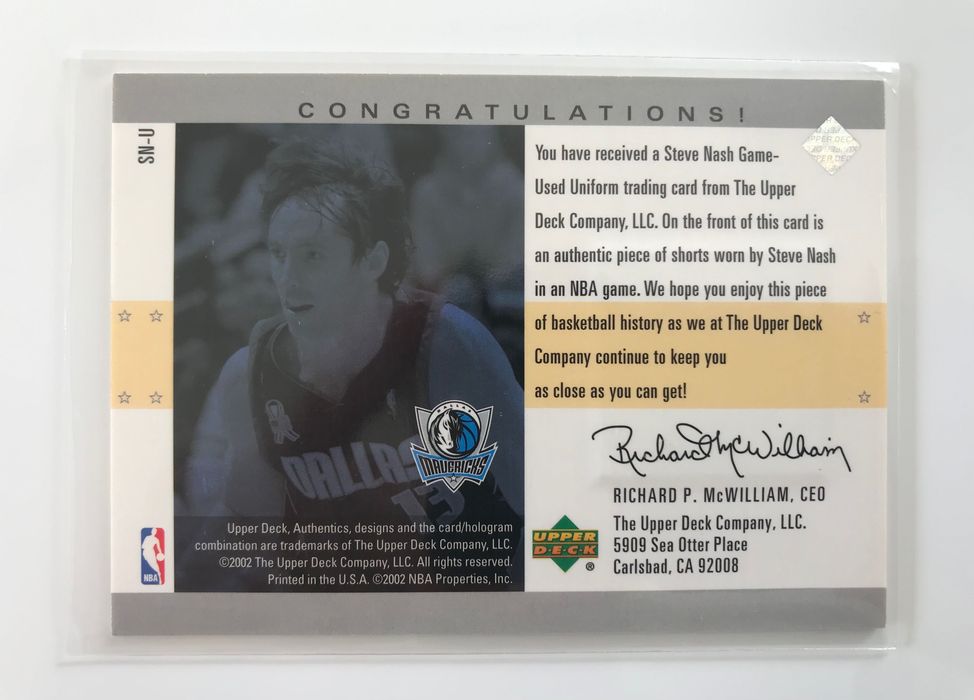 CONGRATULATIONS!
SN-U
You have received a Steve Nash Game-
Used Uniform trading card from The Upper
Deck Company, LLC. On the front of this card is
an authentic piece of shorts worn by Steve Nash
in an NBA game. We hope you enjoy this piece
of basketball history as we at The Upper Deck
Company continue to keep you
as close as you can get!
Richard P. McWilliam
RICHARD P. McWILLIAM, CEO
The Upper Deck Company, LLC.
5909 Sea Otter Place
Carlsbad, CA 92008
UPPER
D·E·C·K
®
DALLAS
MAVERICKS
DALLAS
13
Upper Deck, Authentics, designs and the card/hologram
combination are trademarks of The Upper Deck Company, LLC.
©2002 The Upper Deck Company, LLC. All rights reserved.
Printed in the U.S.A. ©2002 NBA Properties, Inc.
NBA